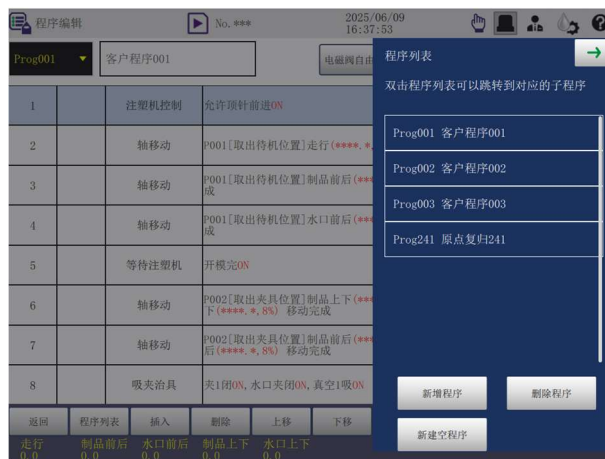 程序编辑
No. ***
2025/06/09
16:37:53
Prog001
客户程序001
电磁阀自由
1 注塑机控制 允许顶针前进ON
2 轴移动 P001[取出待机位置]走行(****.*,
3 轴移动 P001[取出待机位置]制品前后(***
成
4 轴移动 P001[取出待机位置]水口前后(***
成
5 等待注塑机 开模完ON
6 轴移动 P002[取出夹具位置]制品上下(***
下(****.*,8%) 移动完成
7 轴移动 P002[取出夹具位置]制品前后(***
后(****.*,8%) 移动完成
8 吸夹治具 夹1闭ON,水口夹闭ON,真空1吸ON
返回 程序列表 插入 删除 上移 下移
走行 制品前后 水口前后 制品上下 水口上下
0.0 0.0 0.0 0.0 0.0
程序列表
双击程序列表可以跳转到对应的子程序
Prog001 客户程序001
Prog002 客户程序002
Prog003 客户程序003
Prog241 原点复归241
新增程序 删除程序
新建空程序